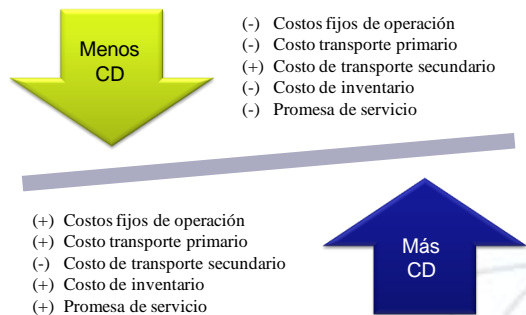 Menos
CD
(-) Costos fijos de operación
(-) Costo transporte primario
(+) Costo de transporte secundario
(-) Costo de inventario
(-) Promesa de servicio
(+) Costos fijos de operación
(+) Costo transporte primario
(-) Costo de transporte secundario
(+) Costo de inventario
(+) Promesa de servicio
Más
CD